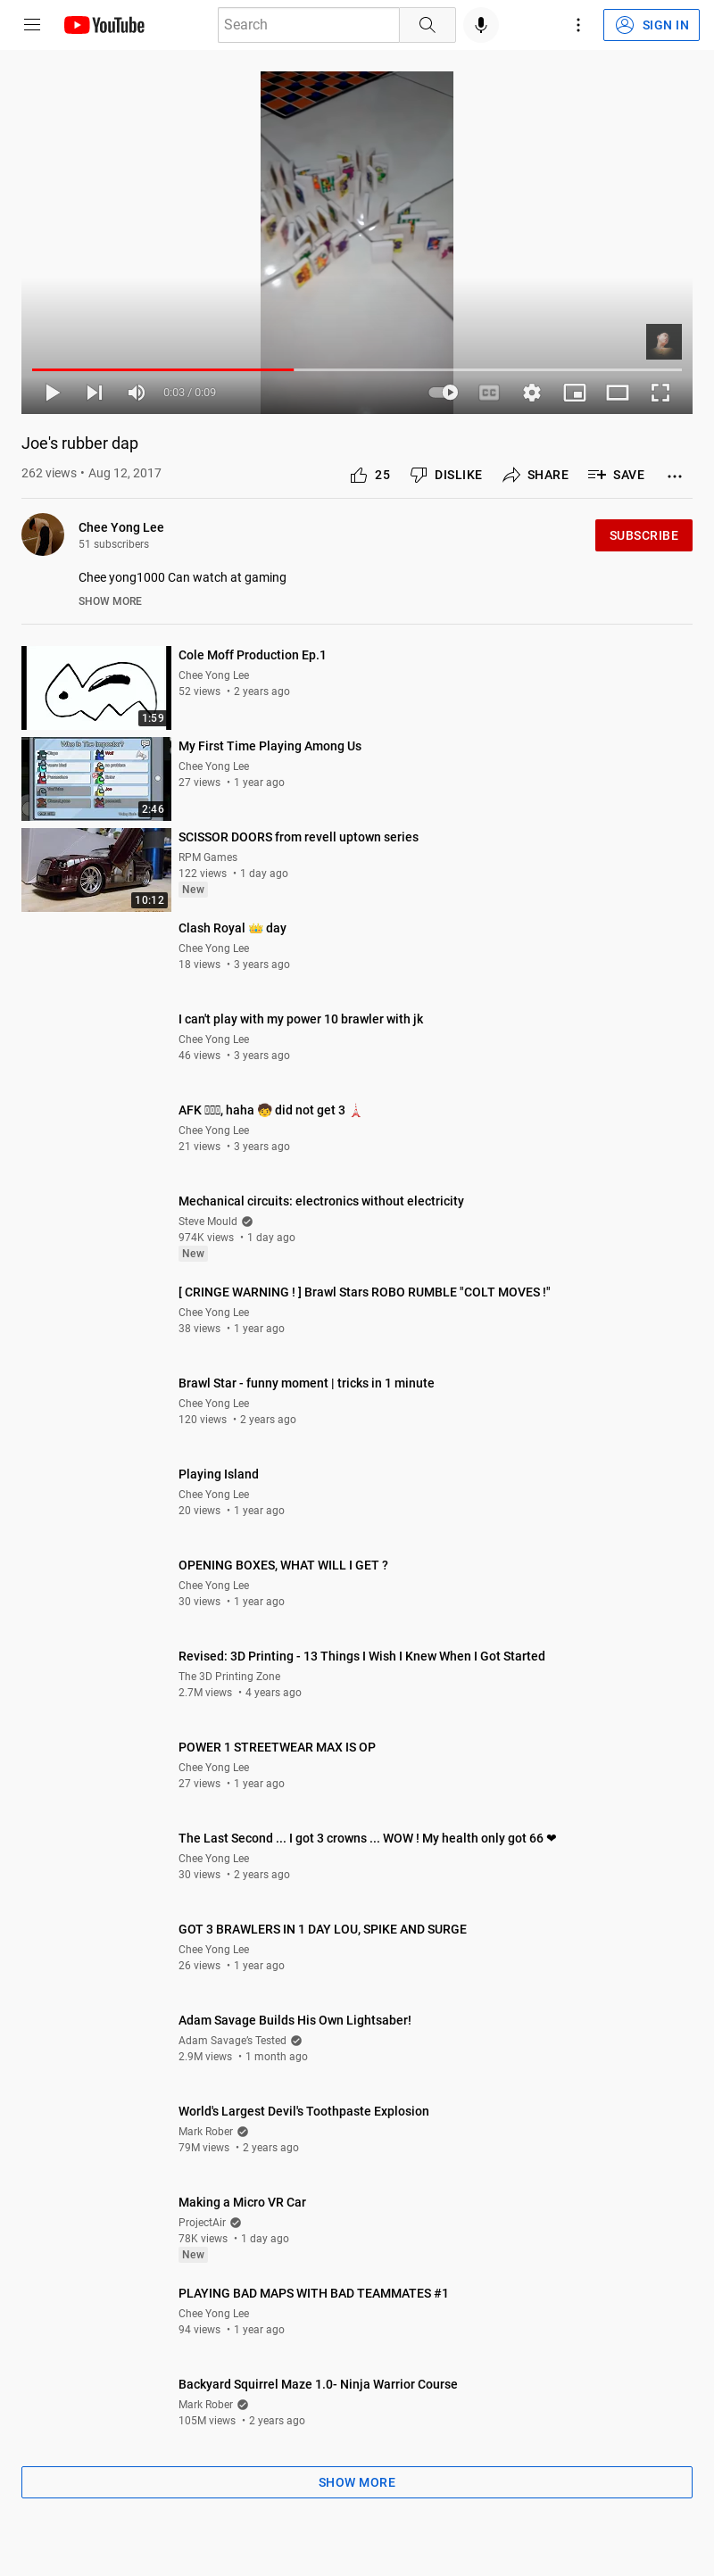 YouTube
Search
SIGN IN
0:03 / 0:09
CC
Joe's rubber dap
262 views • Aug 12, 2017
25
DISLIKE
SHARE
SAVE
Chee Yong Lee
51 subscribers
SUBSCRIBE
Chee yong1000 Can watch at gaming
SHOW MORE
1:59
Cole Moff Production Ep.1
Chee Yong Lee
52 views • 2 years ago
Who Is The Impostor?
2:46
My First Time Playing Among Us
Chee Yong Lee
27 views • 1 year ago
10:12
SCISSOR DOORS from revell uptown series
RPM Games
122 views • 1 day ago
New
Clash Royal 👑 day
Chee Yong Lee
18 views • 3 years ago
I can't play with my power 10 brawler with jk
Chee Yong Lee
46 views • 3 years ago
AFK , haha 🧒 did not get 3 🗼
Chee Yong Lee
21 views • 3 years ago
Mechanical circuits: electronics without electricity
Steve Mould
974K views • 1 day ago
New
[ CRINGE WARNING ! ] Brawl Stars ROBO RUMBLE "COLT MOVES !"
Chee Yong Lee
38 views • 1 year ago
Brawl Star - funny moment | tricks in 1 minute
Chee Yong Lee
120 views • 2 years ago
Playing Island
Chee Yong Lee
20 views • 1 year ago
OPENING BOXES, WHAT WILL I GET ?
Chee Yong Lee
30 views • 1 year ago
Revised: 3D Printing - 13 Things I Wish I Knew When I Got Started
The 3D Printing Zone
2.7M views • 4 years ago
POWER 1 STREETWEAR MAX IS OP
Chee Yong Lee
27 views • 1 year ago
The Last Second ... I got 3 crowns ... WOW ! My health only got 66 ❤
Chee Yong Lee
30 views • 2 years ago
GOT 3 BRAWLERS IN 1 DAY LOU, SPIKE AND SURGE
Chee Yong Lee
26 views • 1 year ago
Adam Savage Builds His Own Lightsaber!
Adam Savage's Tested
2.9M views • 1 month ago
World's Largest Devil's Toothpaste Explosion
Mark Rober
79M views • 2 years ago
Making a Micro VR Car
ProjectAir
78K views • 1 day ago
New
PLAYING BAD MAPS WITH BAD TEAMMATES #1
Chee Yong Lee
94 views • 1 year ago
Backyard Squirrel Maze 1.0- Ninja Warrior Course
Mark Rober
105M views • 2 years ago
SHOW MORE